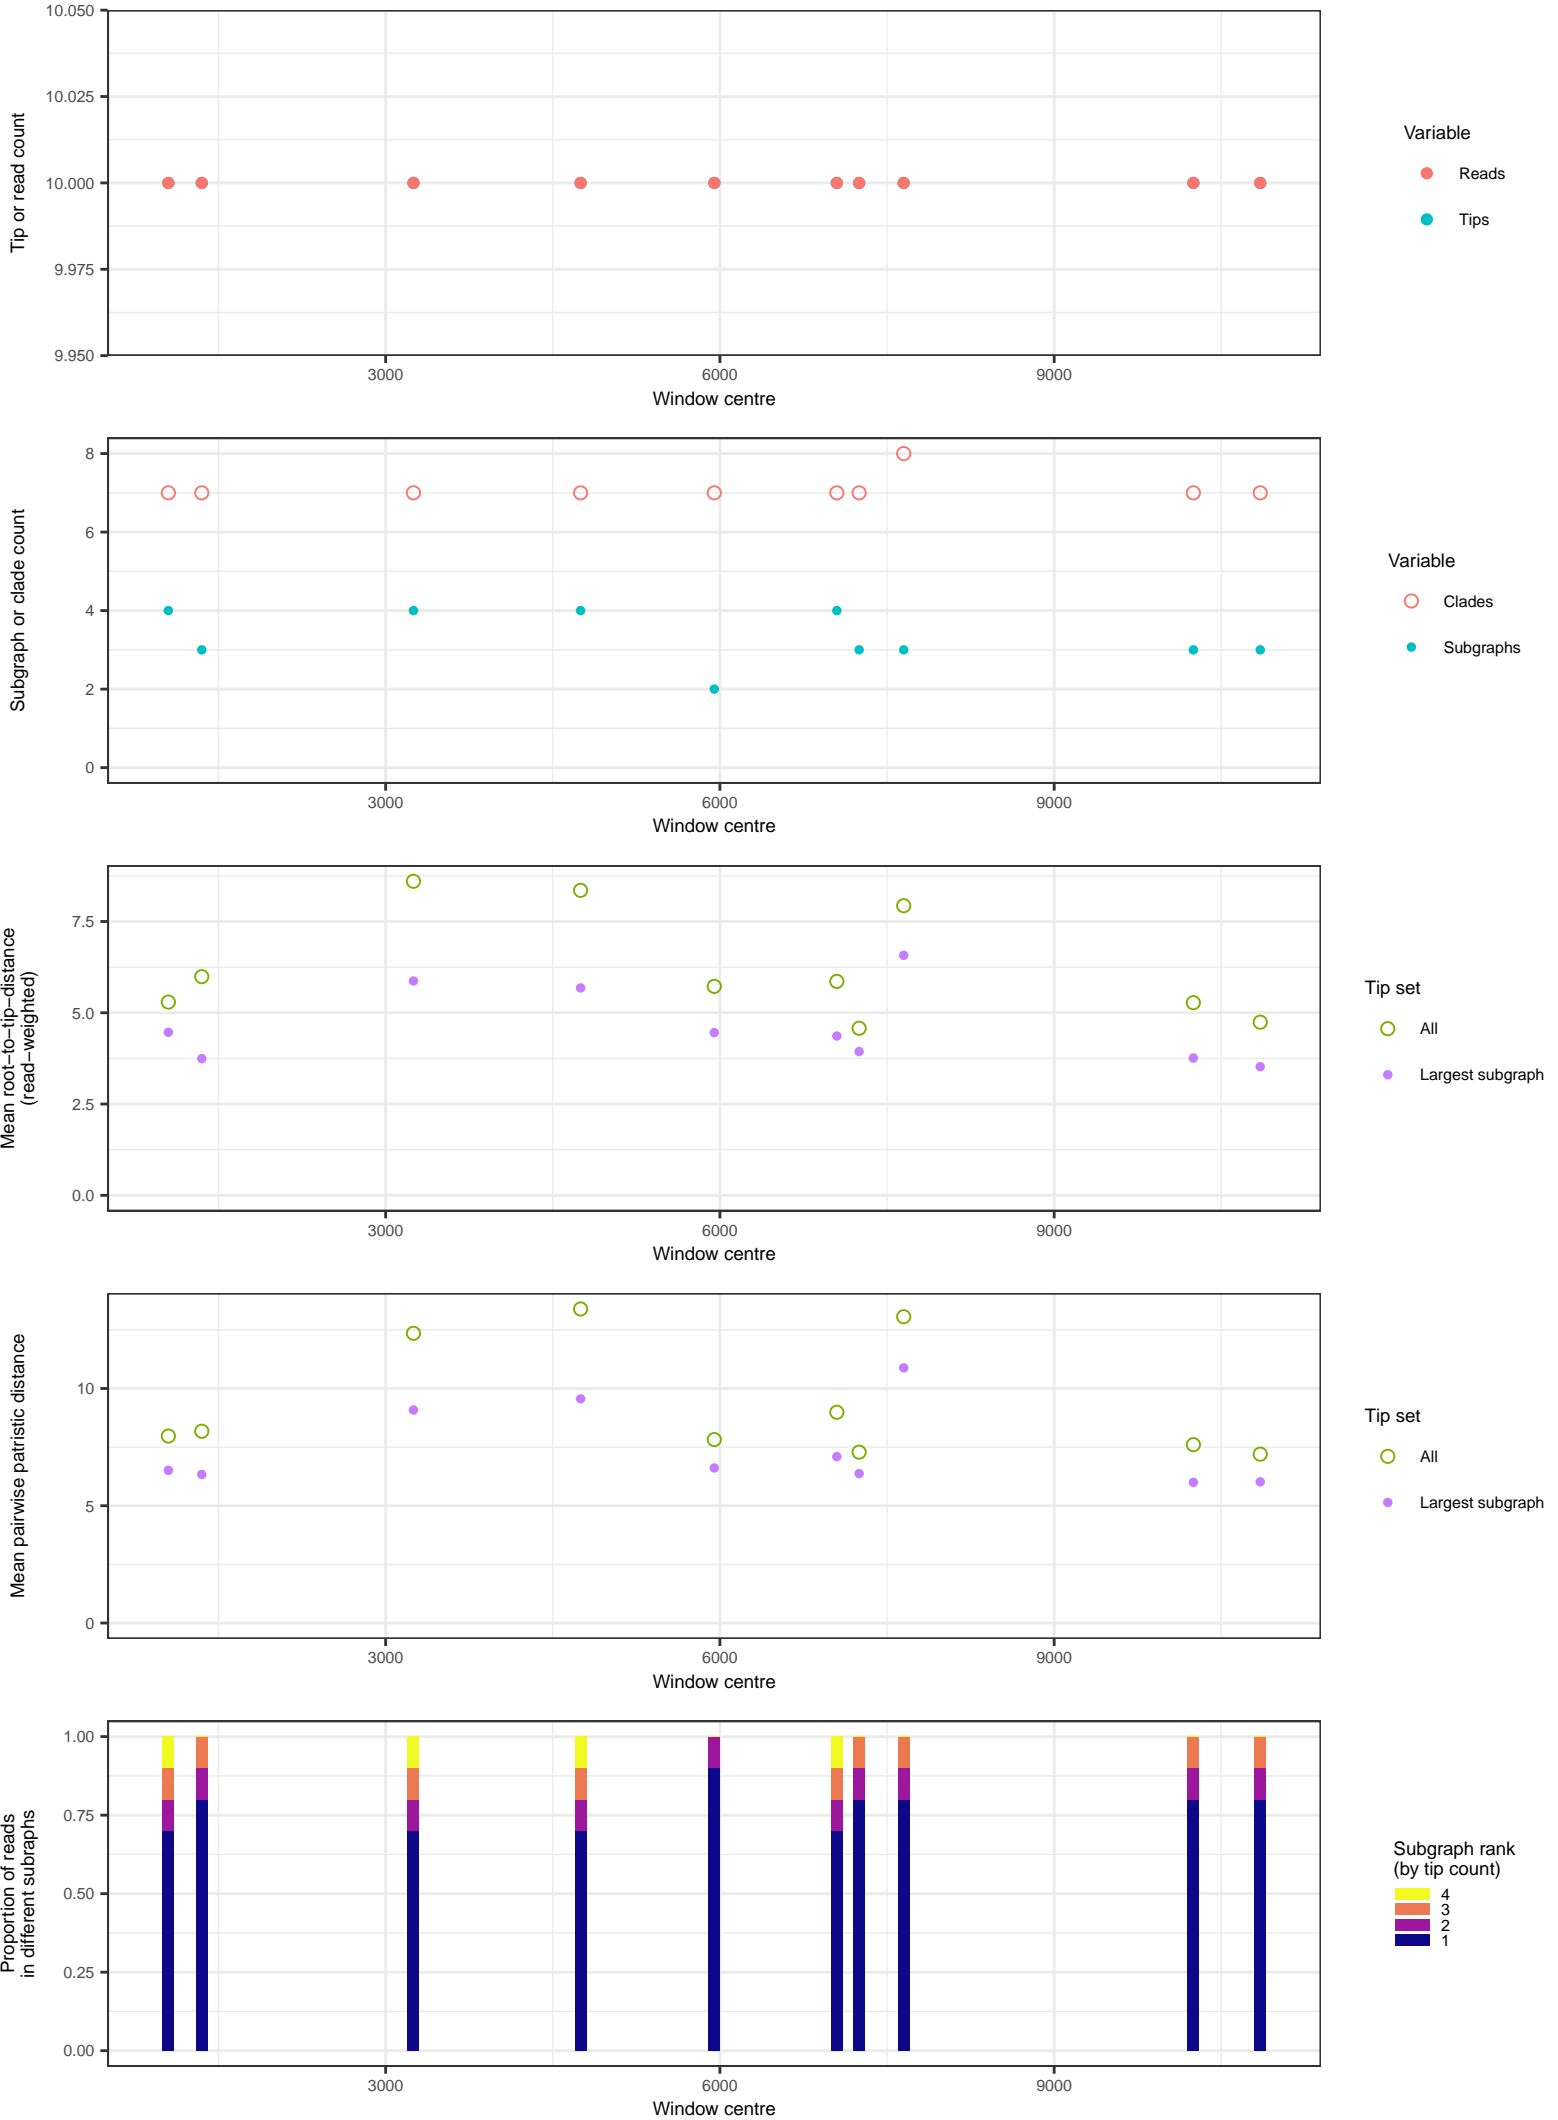 10.050
10.025
10.000
9.975
9.950
Tip or read count
3000
6000
9000
Window centre
Variable
Reads
Tips
8
6
4
2
0
Subgraph or clade count
3000
6000
9000
Window centre
Variable
Clades
Subgraphs
7.5
5.0
2.5
0.0
Mean root−to−tip−distance
(read−weighted)
3000
6000
9000
Window centre
Tip set
All
Largest subgraph
10
5
0
Mean pairwise patristic distance
3000
6000
9000
Window centre
Tip set
All
Largest subgraph
1.00
0.75
0.50
0.25
0.00
Proportion of reads
in different subraphs
3000
6000
9000
Window centre
Subgraph rank
(by tip count)
4
3
2
1